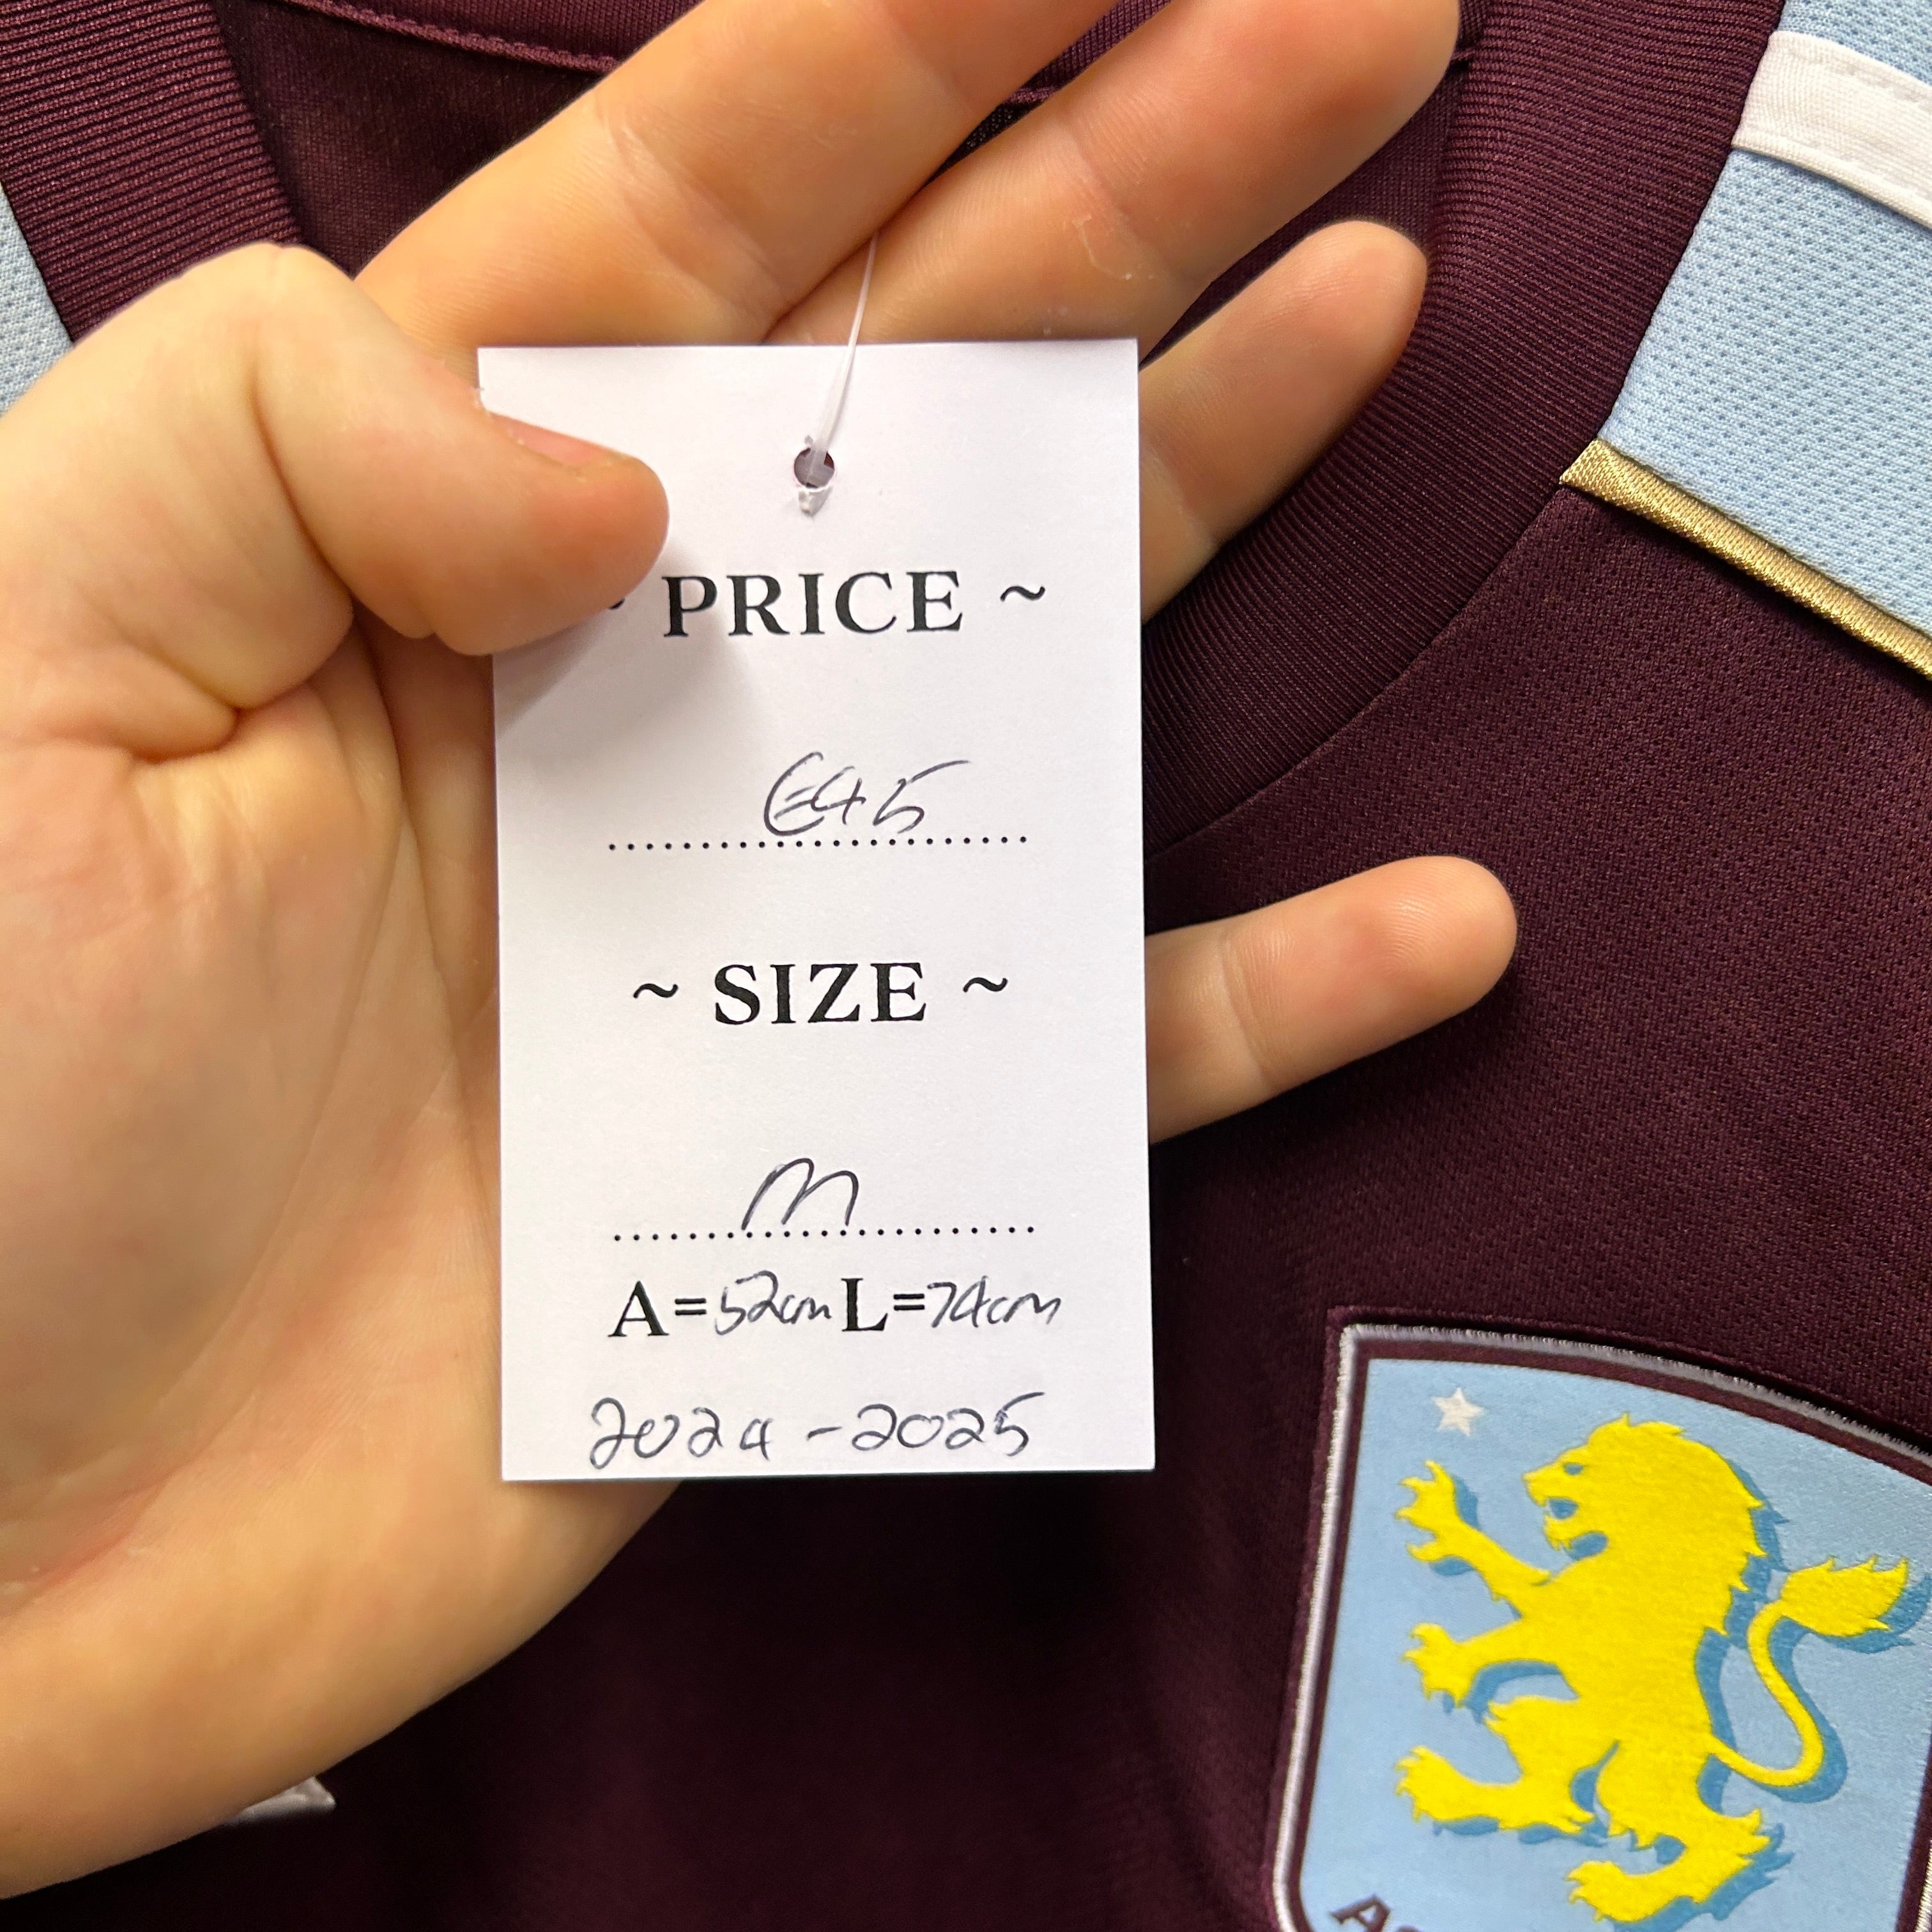 ~ PRICE ~
€45
~ SIZE ~
M
A=52cm L=74cm
2024-2025